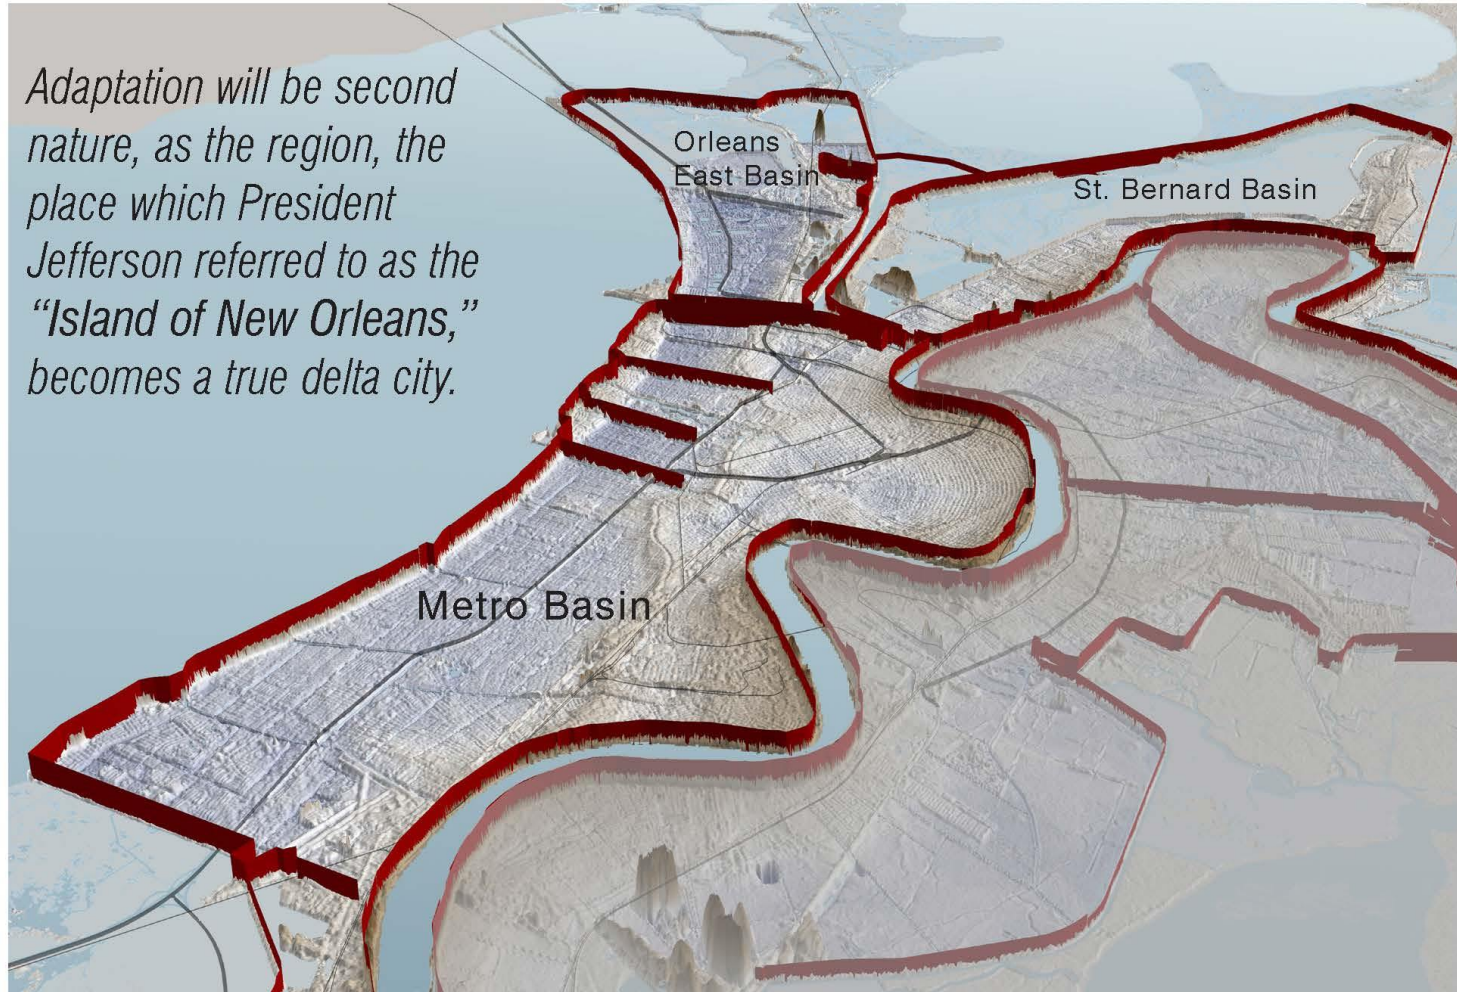 Adaptation will be second
nature, as the region, the
place which President
Jefferson referred to as the
“Island of New Orleans,”
becomes a true delta city.
Orleans
East Basin
St. Bernard Basin
Metro Basin